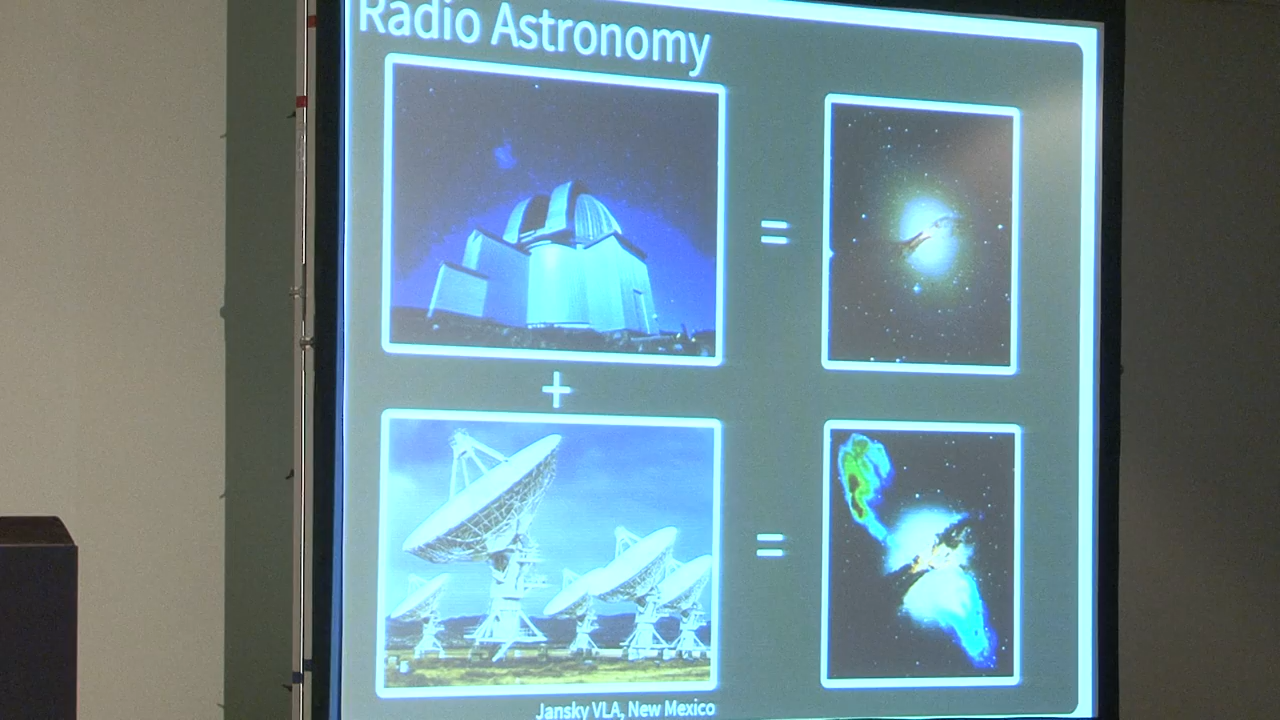 Radio Astronomy
=
+
=
Jansky VLA, New Mexico